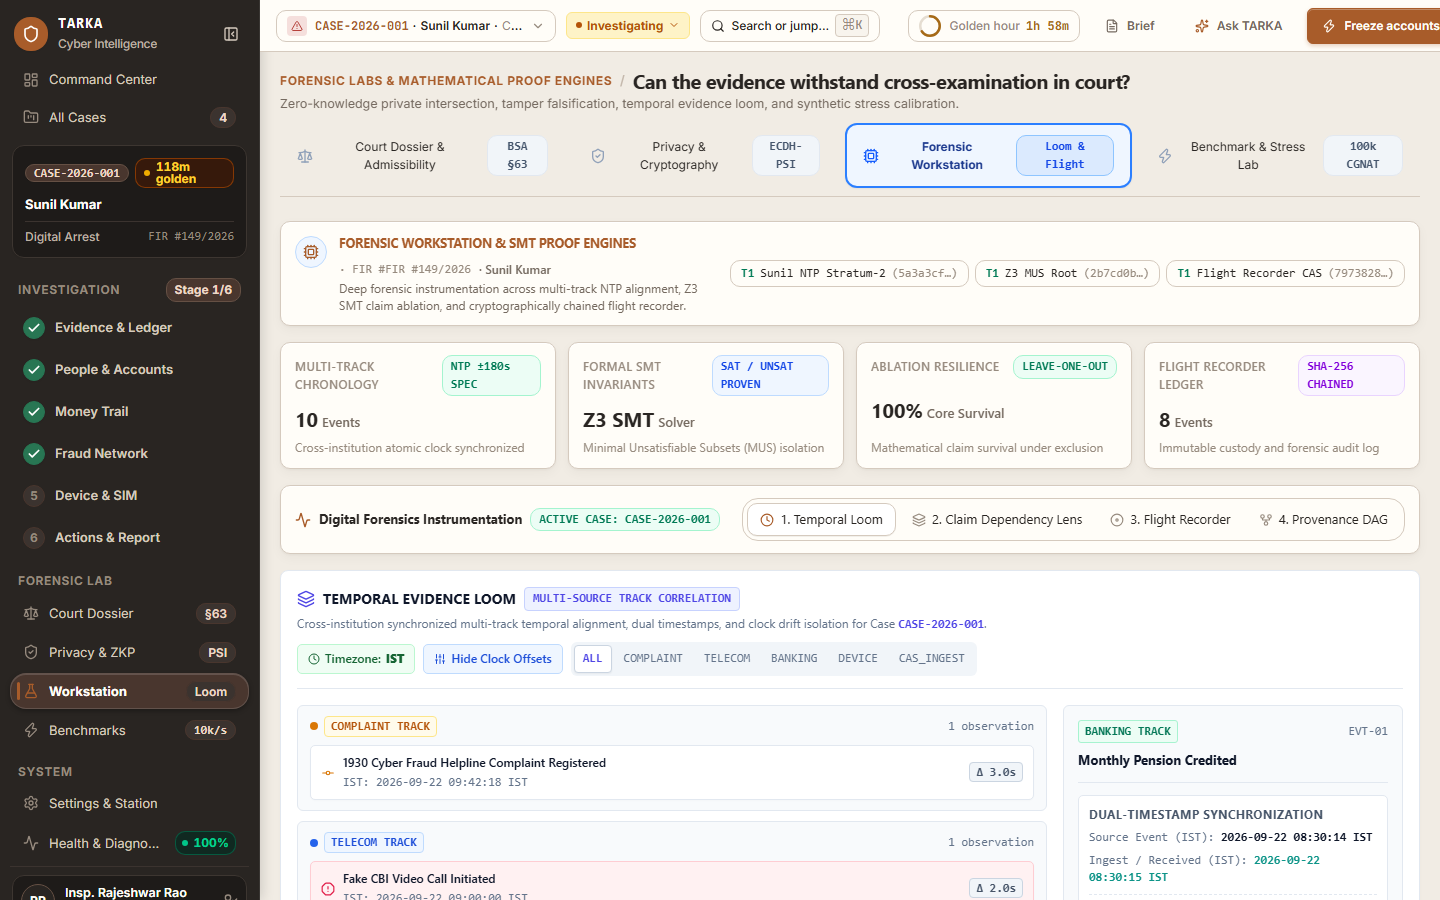 TARKA
Cyber Intelligence
Command Center
All Cases 4
CASE-2026-001 118m golden
Sunil Kumar
Digital Arrest FIR #149/2026
INVESTIGATION Stage 1/6
Evidence & Ledger
People & Accounts
Money Trail
Fraud Network
5 Device & SIM
6 Actions & Report
FORENSIC LAB
Court Dossier §63
Privacy & ZKP PSI
Workstation Loom
Benchmarks 10k/s
SYSTEM
Settings & Station
Health & Diagno... 100%
Insp. Rajeshwar Rao
CASE-2026-001 · Sunil Kumar · C... Investigating Search or jump... ⌘K Golden hour 1h 58m Brief Ask TARKA Freeze accounts
FORENSIC LABS & MATHEMATICAL PROOF ENGINES / Can the evidence withstand cross-examination in court?
Zero-knowledge private intersection, tamper falsification, temporal evidence loom, and synthetic stress calibration.
Court Dossier & Admissibility BSA §63
Privacy & Cryptography ECDH-PSI
Forensic Workstation Loom & Flight
Benchmark & Stress Lab 100k CGNAT
FORENSIC WORKSTATION & SMT PROOF ENGINES
· FIR #FIR #149/2026 · Sunil Kumar
Deep forensic instrumentation across multi-track NTP alignment, Z3
SMT claim ablation, and cryptographically chained flight recorder.
T1 Sunil NTP Stratum-2 (5a3a3cf…) T1 Z3 MUS Root (2b7cd0b…) T1 Flight Recorder CAS (7973828…)
MULTI-TRACK CHRONOLOGY NTP ±180s SPEC
10 Events
Cross-institution atomic clock synchronized
FORMAL SMT INVARIANTS SAT / UNSAT PROVEN
Z3 SMT Solver
Minimal Unsatisfiable Subsets (MUS) isolation
ABLATION RESILIENCE LEAVE-ONE-OUT
100% Core Survival
Mathematical claim survival under exclusion
FLIGHT RECORDER LEDGER SHA-256 CHAINED
8 Events
Immutable custody and forensic audit log
Digital Forensics Instrumentation ACTIVE CASE: CASE-2026-001 1. Temporal Loom 2. Claim Dependency Lens 3. Flight Recorder 4. Provenance DAG
TEMPORAL EVIDENCE LOOM MULTI-SOURCE TRACK CORRELATION
Cross-institution synchronized multi-track temporal alignment, dual timestamps, and clock drift isolation for Case CASE-2026-001.
Timezone: IST Hide Clock Offsets ALL COMPLAINT TELECOM BANKING DEVICE CAS_INGEST
COMPLAINT TRACK 1 observation
1930 Cyber Fraud Helpline Complaint Registered
IST: 2026-09-22 09:42:18 IST
Δ 3.0s
TELECOM TRACK 1 observation
Fake CBI Video Call Initiated
IST: 2026-09-22 09:00:00 IST
Δ 2.0s
BANKING TRACK EVT-01
Monthly Pension Credited
DUAL-TIMESTAMP SYNCHRONIZATION
Source Event (IST): 2026-09-22 08:30:14 IST
Ingest / Received (IST): 2026-09-22
08:30:15 IST